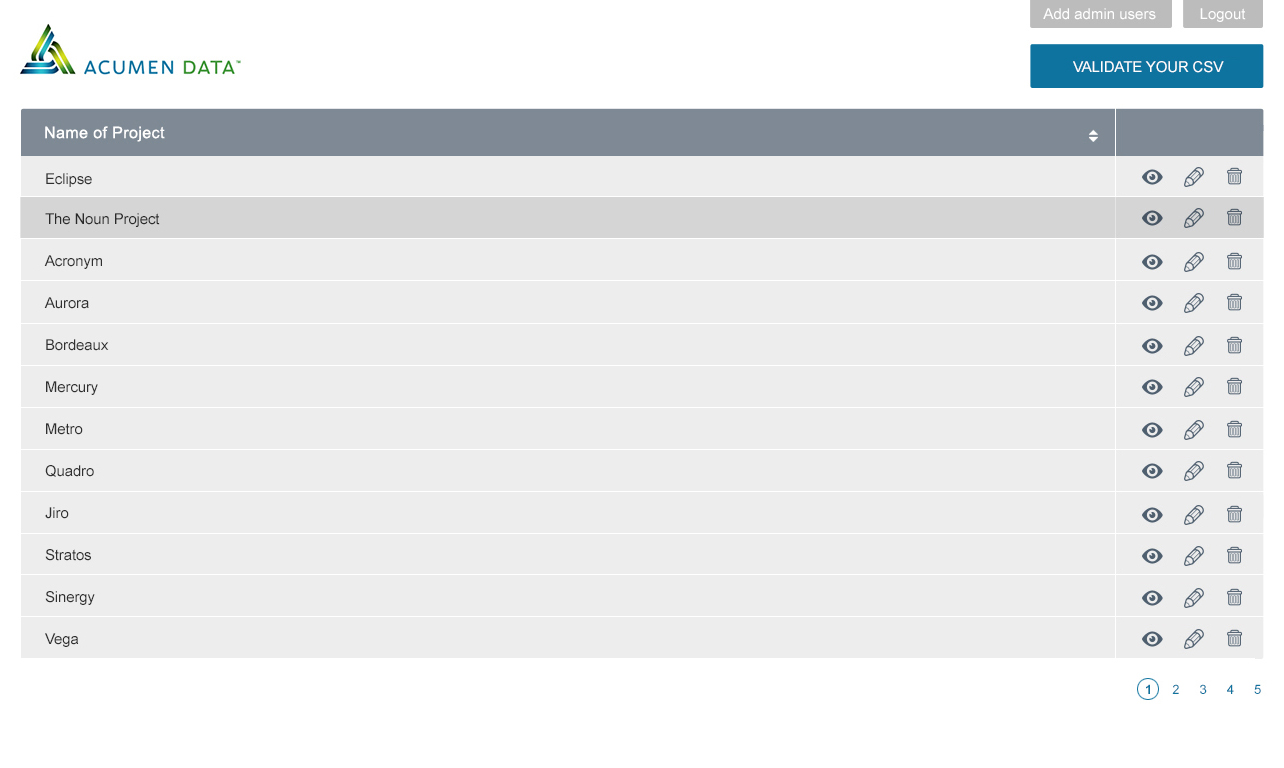 Add admin users Logout
ACUMEN DATA™
VALIDATE YOUR CSV
Name of Project
Eclipse
The Noun Project
Acronym
Aurora
Bordeaux
Mercury
Metro
Quadro
Jiro
Stratos
Sinergy
Vega
1 2 3 4 5